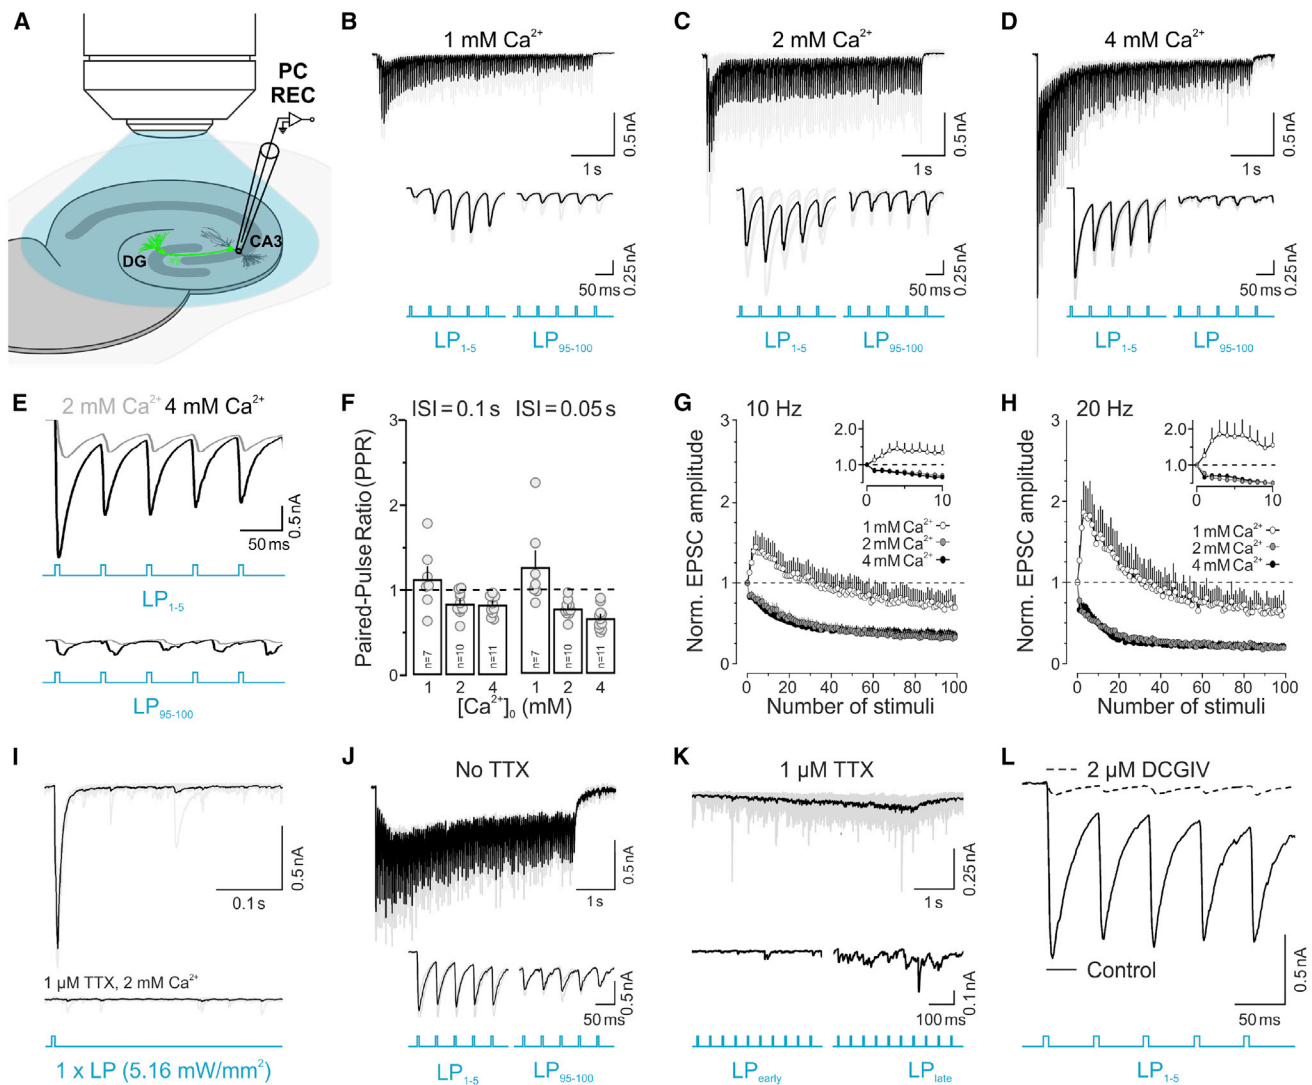 A
PC
REC
CA3
DG
B
1 mM Ca²⁺
0.5 nA
1 s
0.25 nA
50 ms
LP₁₋₅
LP₉₅₋₁₀₀
C
2 mM Ca²⁺
0.5 nA
1 s
0.25 nA
50 ms
LP₁₋₅
LP₉₅₋₁₀₀
D
4 mM Ca²⁺
0.5 nA
1 s
0.25 nA
50 ms
LP₁₋₅
LP₉₅₋₁₀₀
E
2 mM Ca²⁺ 4 mM Ca²⁺
0.5 nA
50 ms
LP₁₋₅
LP₉₅₋₁₀₀
F
ISI = 0.1 s ISI = 0.05 s
Paired-Pulse Ratio (PPR)
3
2
1
0
n=7 n=10 n=11 n=7 n=10 n=11
1 2 4 1 2 4
[Ca²⁺]₀ (mM)
G
10 Hz
Norm. EPSC amplitude
3
2
1
0
2.0
1.0
0 10
1 mM Ca²⁺
2 mM Ca²⁺
4 mM Ca²⁺
0 20 40 60 80 100
Number of stimuli
H
20 Hz
Norm. EPSC amplitude
3
2
1
0
2.0
1.0
0 10
1 mM Ca²⁺
2 mM Ca²⁺
4 mM Ca²⁺
0 20 40 60 80 100
Number of stimuli
I
0.5 nA
0.1 s
1 µM TTX, 2 mM Ca²⁺
1 x LP (5.16 mW/mm²)
J
No TTX
0.5 nA
1 s
0.5 nA
50 ms
LP₁₋₅
LP₉₅₋₁₀₀
K
1 µM TTX
0.25 nA
1 s
0.1 nA
100 ms
LPearly
LPlate
L
2 µM DCGIV
Control
0.5 nA
50 ms
LP₁₋₅